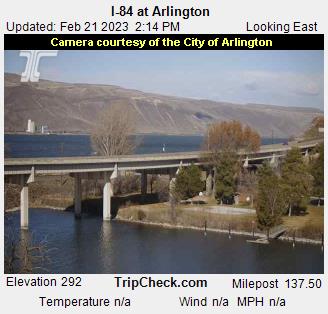 I-84 at Arlington
Updated: Feb 21 2023 2:14 PM Looking East
Camera courtesy of the City of Arlington
Elevation 292 TripCheck.com Milepost 137.50
Temperature n/a Wind n/a MPH n/a